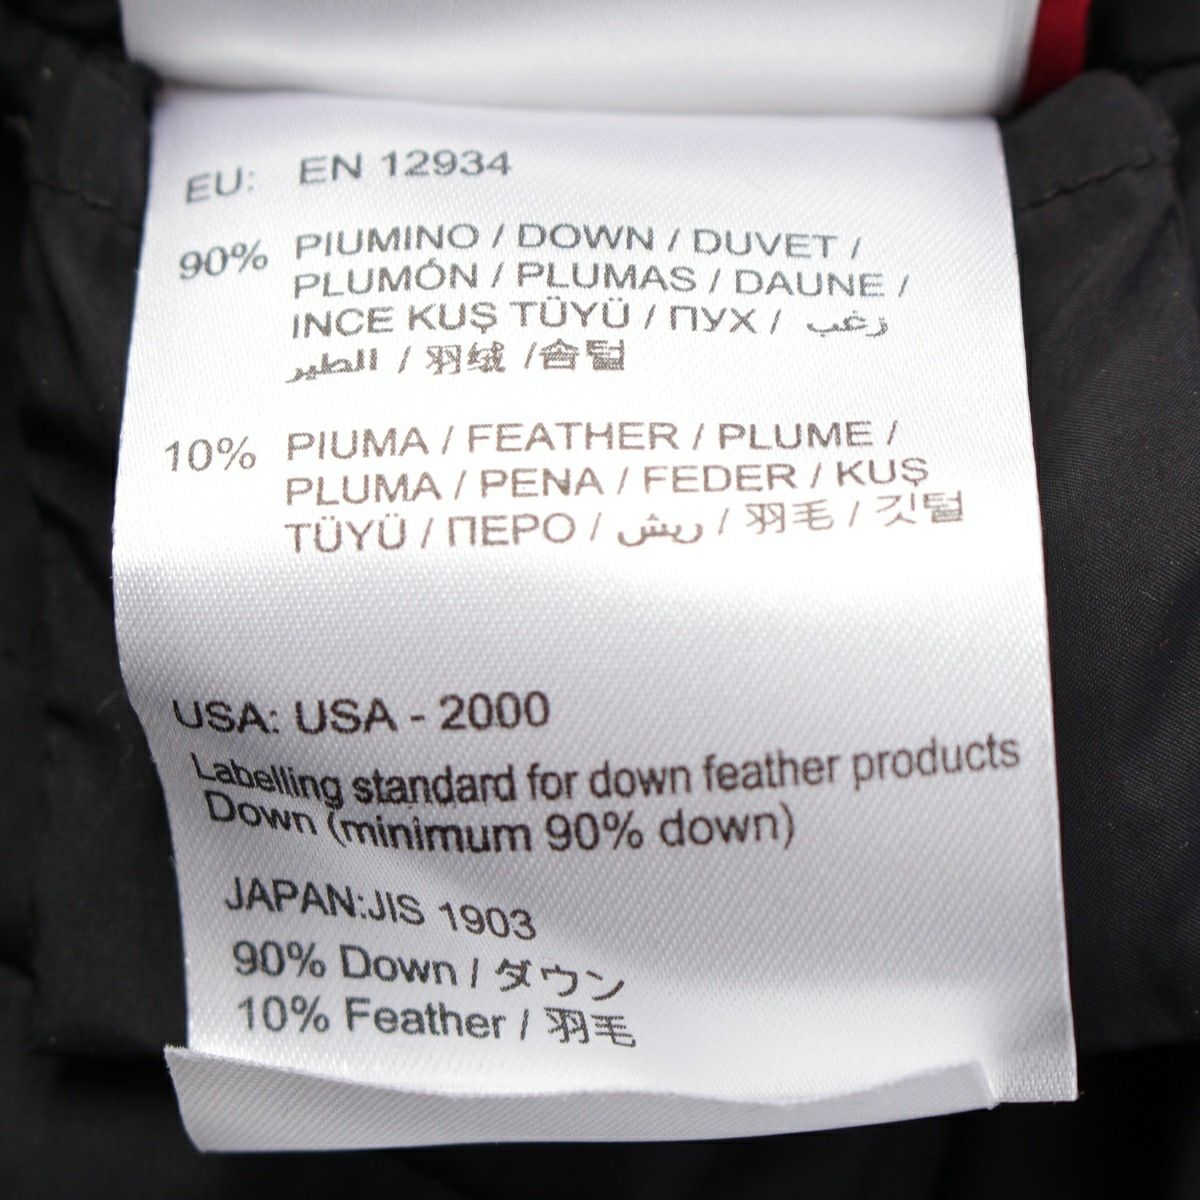 EU: EN 12934
90% PIUMINO / DOWN / DUVET /
PLUMÓN / PLUMAS / DAUNE /
INCE KUŞ TÜYÜ / ПУХ / زغب
الطير / 羽绒 /솜털
10% PIUMA / FEATHER / PLUME /
PLUMA / PENA / FEDER / KUŞ
TÜYÜ / ПЕРО / ريش / 羽毛 / 깃털
USA: USA - 2000
Labelling standard for down feather products
Down (minimum 90% down)
JAPAN:JIS 1903
90% Down / ダウン
10% Feather / 羽毛